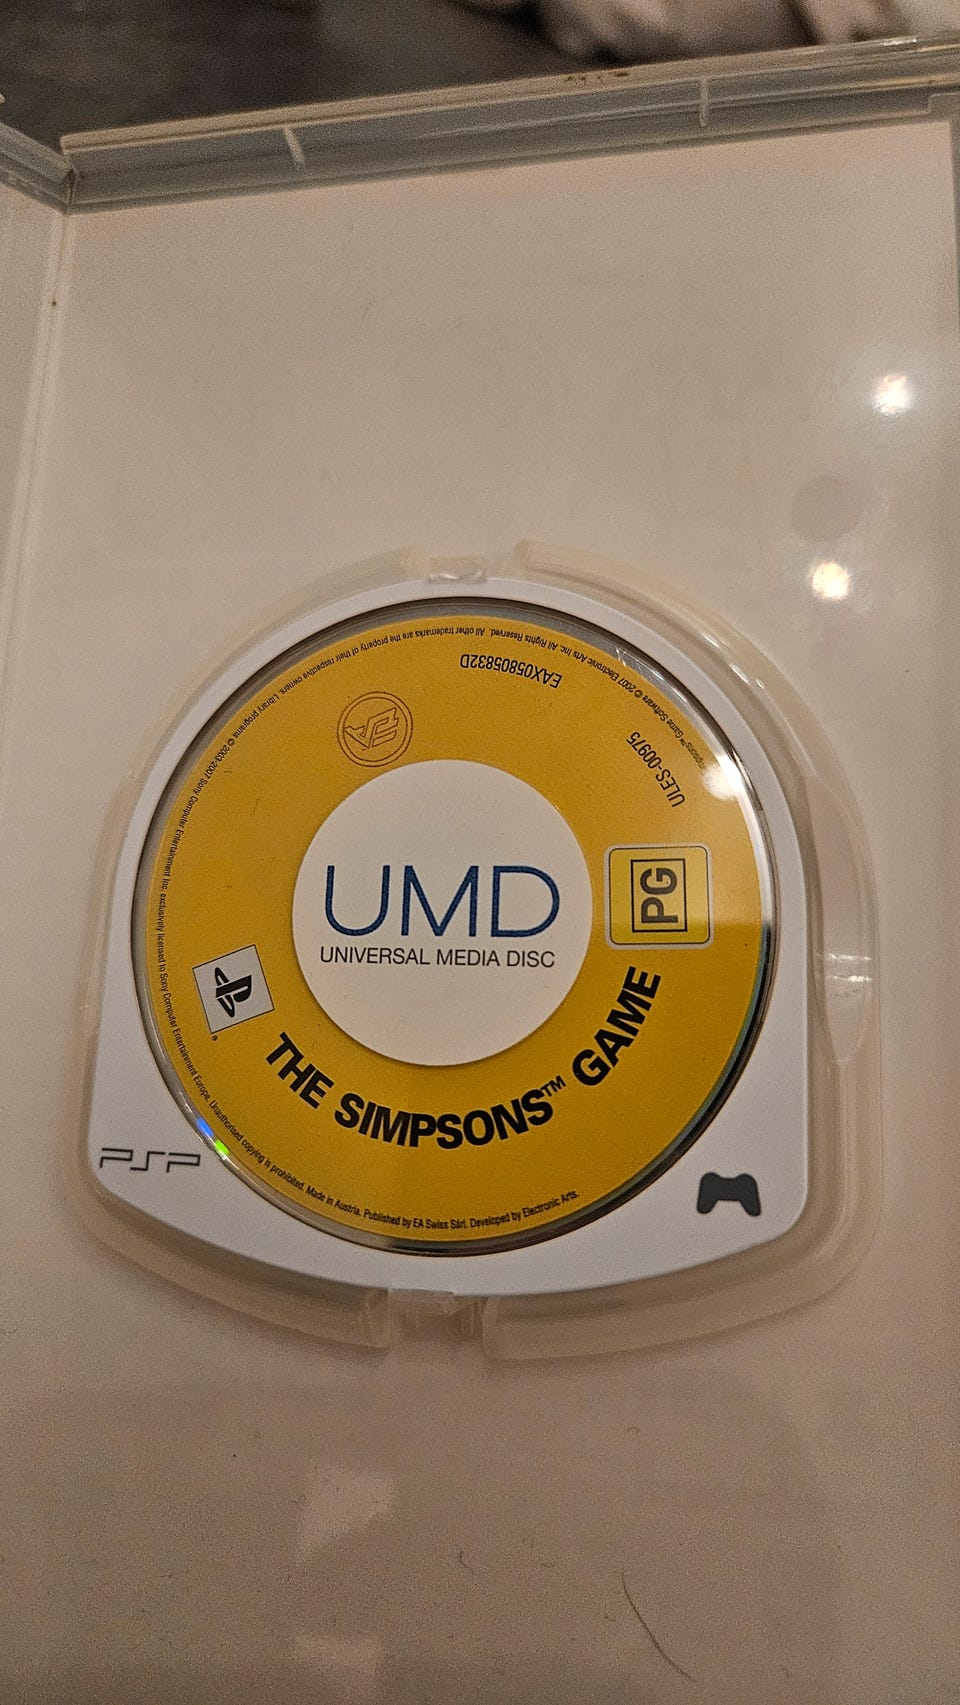 UMD
UNIVERSAL MEDIA DISC
THE SIMPSONS™ GAME
PG
ULES-00975
EAX05805832D
PSP
Game Software © 2007 Electronic Arts Inc. All Rights Reserved. All other trademarks are the property of their respective owners. Library programs © 2003-2007 Sony Computer Entertainment Inc. exclusively licensed to Sony Computer Entertainment Europe. Unauthorised copying is prohibited. Made in Austria. Published by EA Swiss Sàrl. Developed by Electronic Arts.